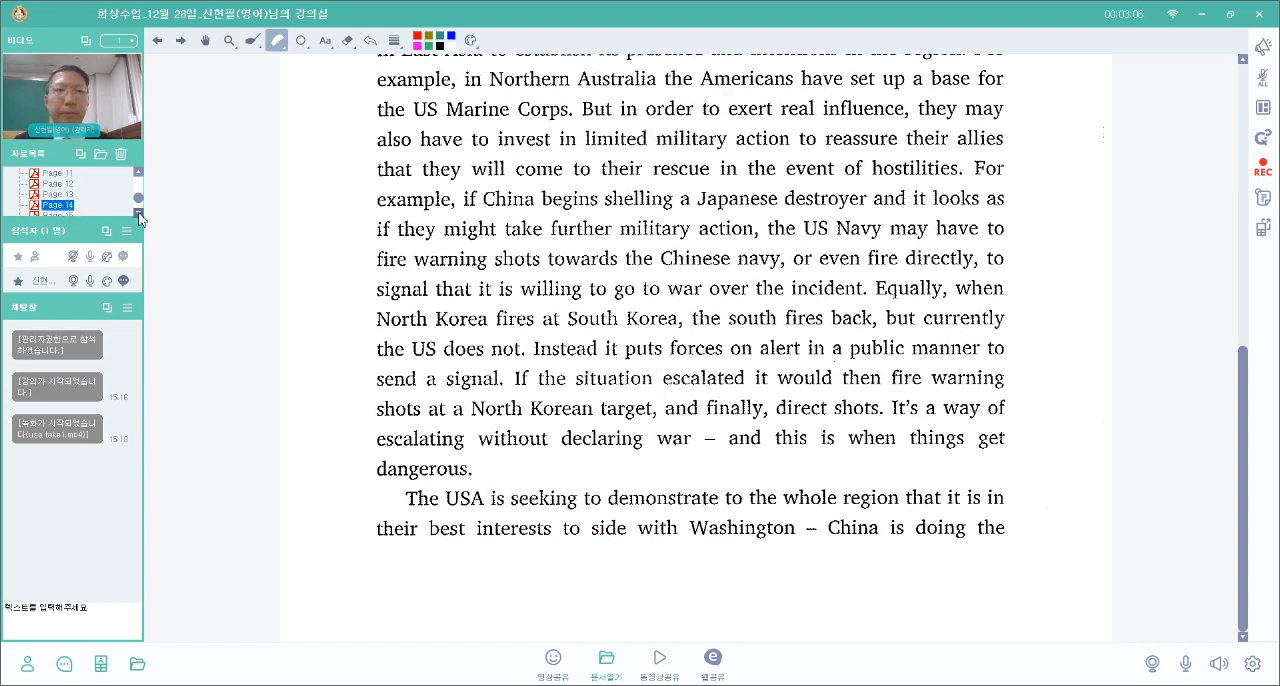 화상수업_12월 28일_신현필(영어)님의 강의실
00:03:06
비디오
1
Aa
신현필(영어) (관리자)
자료목록
Page 11
Page 12
Page 13
Page 14
참석자 (1 명)
신현...
채팅창
[관리자권한으로 참석
하였습니다.]
[강의가 시작되었습니
다.]
15:16
[녹화가 시작되었습니
다(usa take1.mp4)]
15:18
텍스트를 입력해주세요
example, in Northern Australia the Americans have set up a base for
the US Marine Corps. But in order to exert real influence, they may
also have to invest in limited military action to reassure their allies
that they will come to their rescue in the event of hostilities. For
example, if China begins shelling a Japanese destroyer and it looks as
if they might take further military action, the US Navy may have to
fire warning shots towards the Chinese navy, or even fire directly, to
signal that it is willing to go to war over the incident. Equally, when
North Korea fires at South Korea, the south fires back, but currently
the US does not. Instead it puts forces on alert in a public manner to
send a signal. If the situation escalated it would then fire warning
shots at a North Korean target, and finally, direct shots. It's a way of
escalating without declaring war – and this is when things get
dangerous.
The USA is seeking to demonstrate to the whole region that it is in
their best interests to side with Washington – China is doing the
ALL
REC
영상공유
문서열기
동영상공유
웹공유